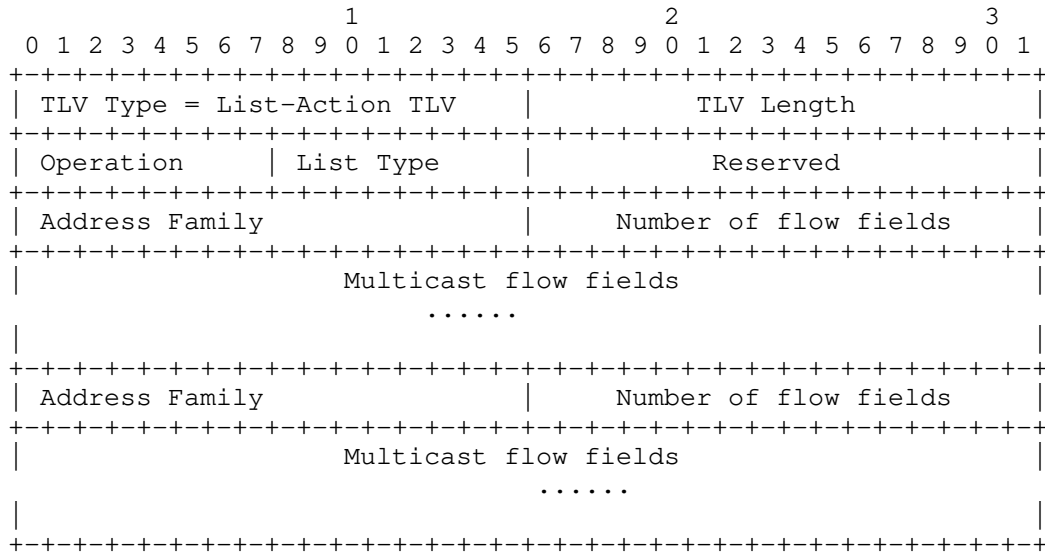 1                   2                   3
 0 1 2 3 4 5 6 7 8 9 0 1 2 3 4 5 6 7 8 9 0 1 2 3 4 5 6 7 8 9 0 1
+-+-+-+-+-+-+-+-+-+-+-+-+-+-+-+-+-+-+-+-+-+-+-+-+-+-+-+-+-+-+-+-+
| TLV Type = List-Action TLV    |          TLV Length           |
+-+-+-+-+-+-+-+-+-+-+-+-+-+-+-+-+-+-+-+-+-+-+-+-+-+-+-+-+-+-+-+-+
| Operation     | List Type     |           Reserved            |
+-+-+-+-+-+-+-+-+-+-+-+-+-+-+-+-+-+-+-+-+-+-+-+-+-+-+-+-+-+-+-+-+
| Address Family                |     Number of flow fields     |
+-+-+-+-+-+-+-+-+-+-+-+-+-+-+-+-+-+-+-+-+-+-+-+-+-+-+-+-+-+-+-+-+
|                    Multicast flow fields                      |
                          ......
|                                                               |
+-+-+-+-+-+-+-+-+-+-+-+-+-+-+-+-+-+-+-+-+-+-+-+-+-+-+-+-+-+-+-+-+
| Address Family                |     Number of flow fields     |
+-+-+-+-+-+-+-+-+-+-+-+-+-+-+-+-+-+-+-+-+-+-+-+-+-+-+-+-+-+-+-+-+
|                    Multicast flow fields                      |
                                 ......
|                                                               |
+-+-+-+-+-+-+-+-+-+-+-+-+-+-+-+-+-+-+-+-+-+-+-+-+-+-+-+-+-+-+-+-+